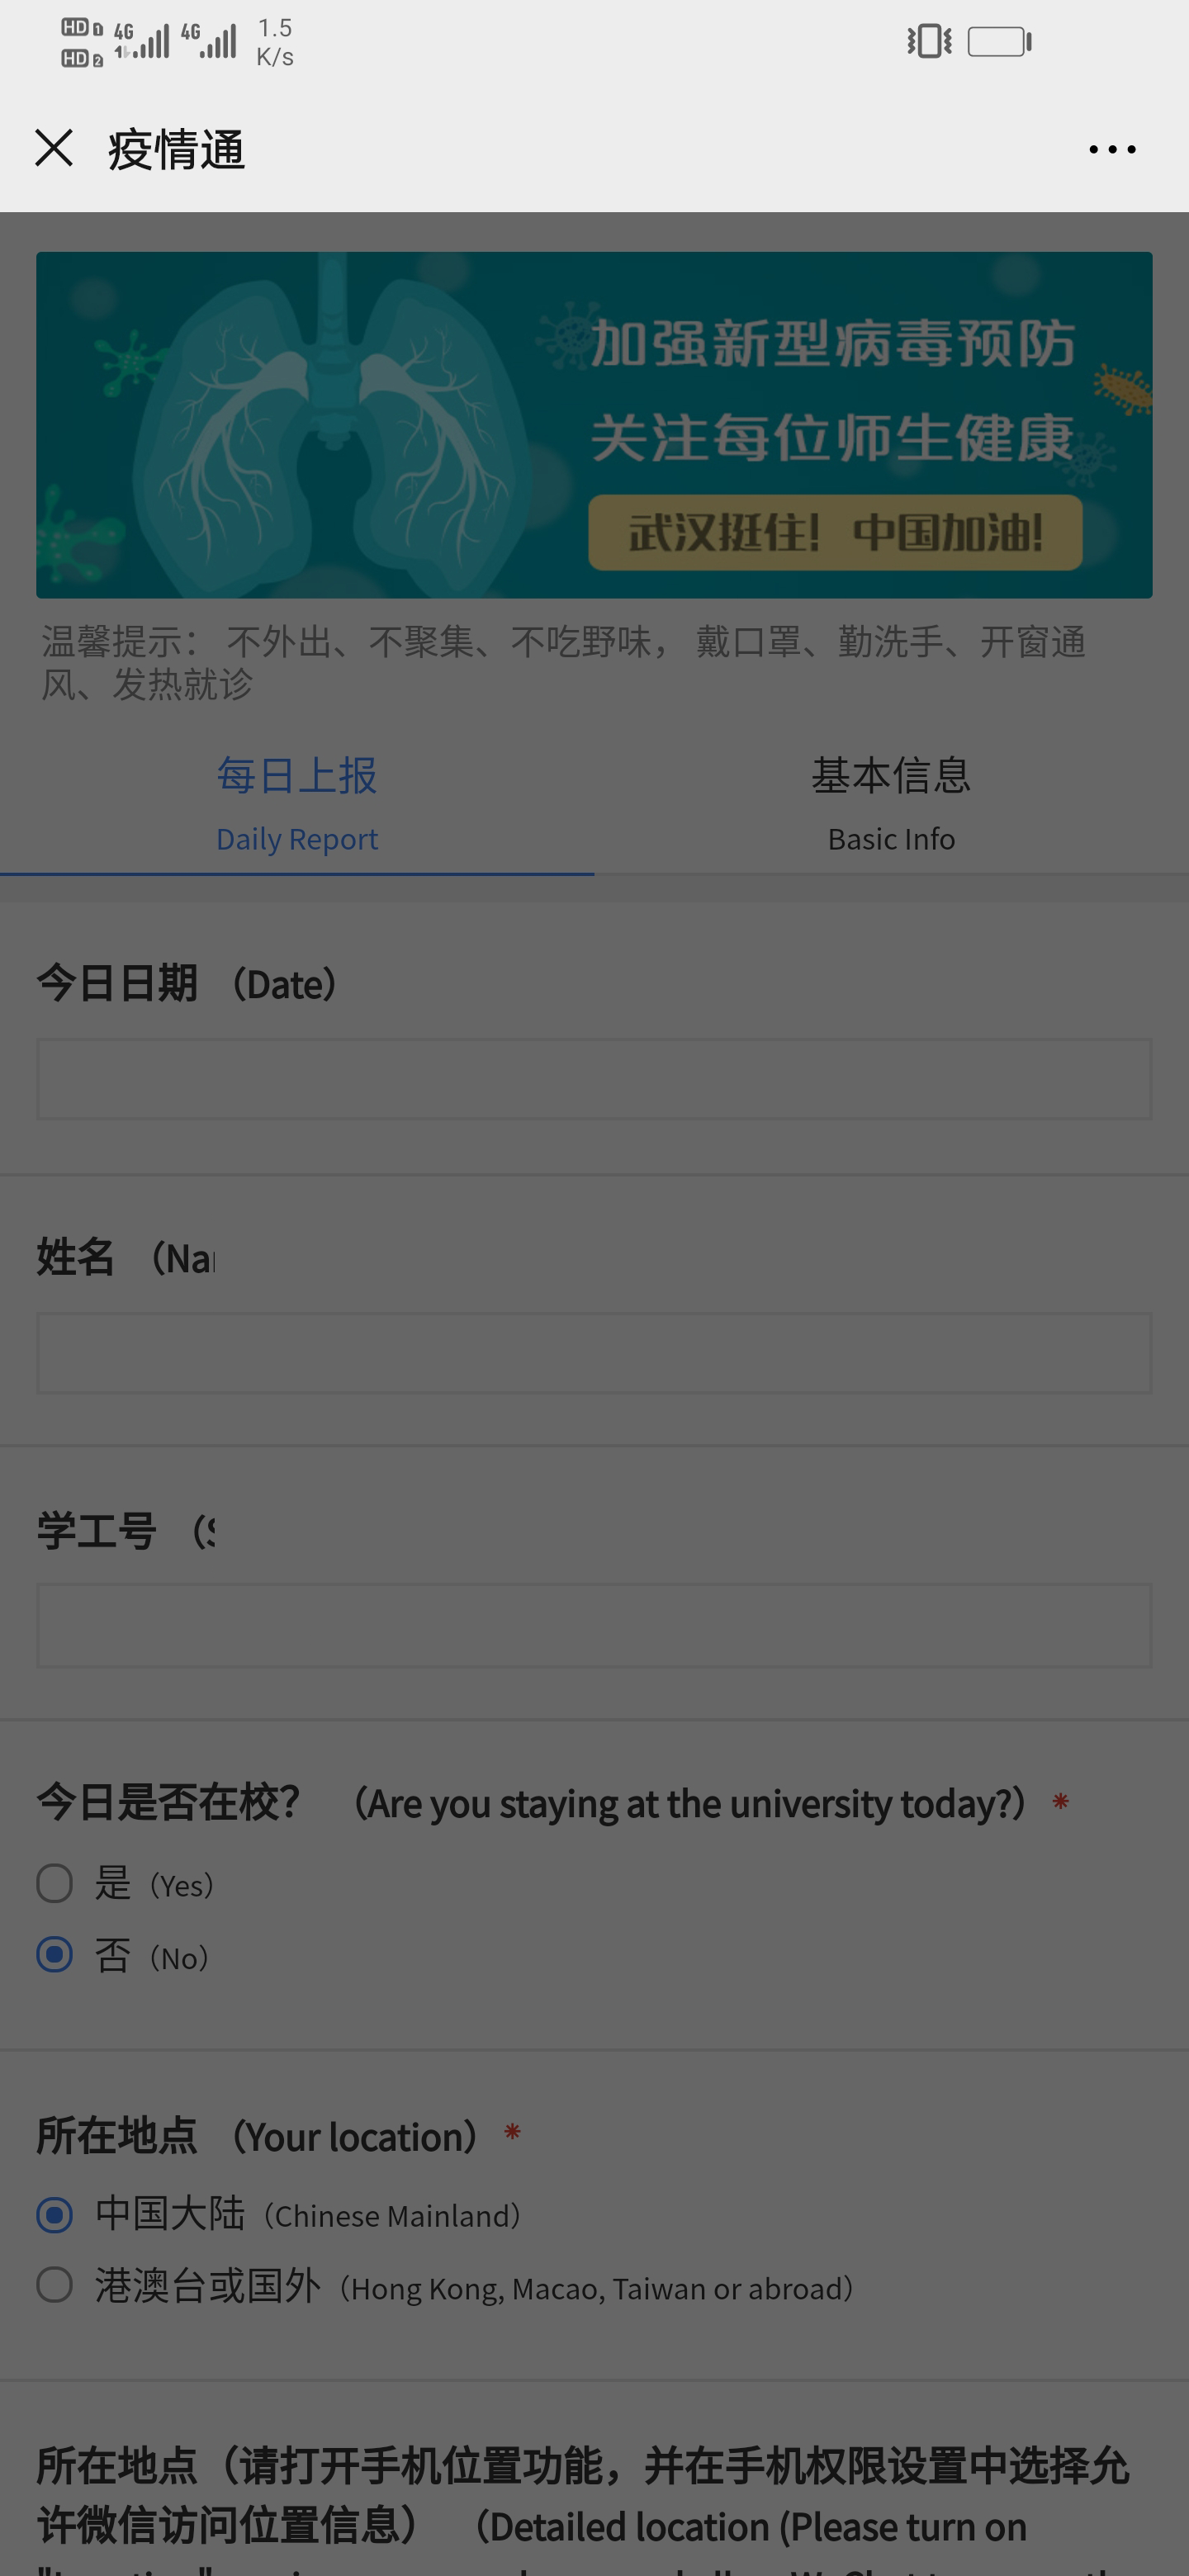 HD 1 4G 4G 1.5
HD 2 K/s
疫情通
加强新型病毒预防
关注每位师生健康
武汉挺住! 中国加油!
温馨提示: 不外出、不聚集、不吃野味, 戴口罩、勤洗手、开窗通
风、发热就诊
每日上报 基本信息
Daily Report Basic Info
今日日期 (Date)
姓名 (Na
学工号 (S
今日是否在校? (Are you staying at the university today?) *
是 (Yes)
否 (No)
所在地点 (Your location) *
中国大陆 (Chinese Mainland)
港澳台或国外 (Hong Kong, Macao, Taiwan or abroad)
所在地点(请打开手机位置功能,并在手机权限设置中选择允
许微信访问位置信息) (Detailed location (Please turn on